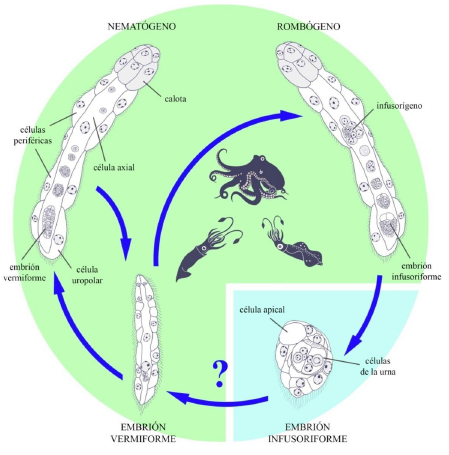 NEMATÓGENO
ROMBÓGENO
calota
células
periféricas
célula axial
infusorígeno
embrión
vermiforme
célula
uropolar
embrión
infusoriforme
célula apical
células
de la urna
?
EMBRIÓN
VERMIFORME
EMBRIÓN
INFUSORIFORME